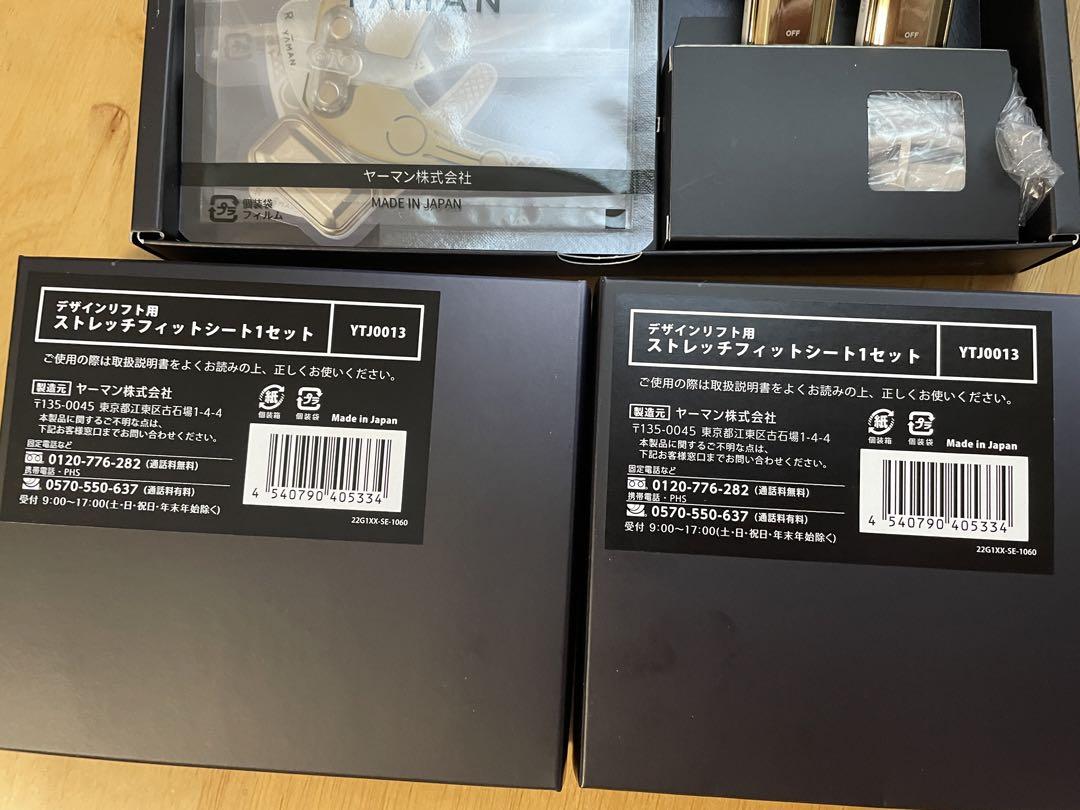 YAMAN
OFF
OFF
R YAMAN
ヤーマン株式会社
MADE IN JAPAN
プラ
個装袋
フィルム
デザインリフト用
ストレッチフィットシート1セット
YTJ0013
ご使用の際は取扱説明書をよくお読みの上、正しくお使いください。
製造元 ヤーマン株式会社
〒135-0045 東京都江東区古石場1-4-4
本製品に関するご不明な点は、
下記お客様窓口までお問い合わせください。
固定電話など
0120-776-282 (通話料無料)
携帯電話・PHS
0570-550-637 (通話料有料)
受付 9:00〜17:00(土・日・祝日・年末年始除く)
紙
個装箱
プラ
個装袋
Made in Japan
4 540790 405334
22G1XX-SE-1060
デザインリフト用
ストレッチフィットシート1セット
YTJ0013
ご使用の際は取扱説明書をよくお読みの上、正しくお使いください。
製造元 ヤーマン株式会社
〒135-0045 東京都江東区古石場1-4-4
本製品に関するご不明な点は、
下記お客様窓口までお問い合わせください。
固定電話など
0120-776-282 (通話料無料)
携帯電話・PHS
0570-550-637 (通話料有料)
受付 9:00〜17:00(土・日・祝日・年末年始除く)
紙
個装箱
プラ
個装袋
Made in Japan
4 540790 405334
22G1XX-SE-1060